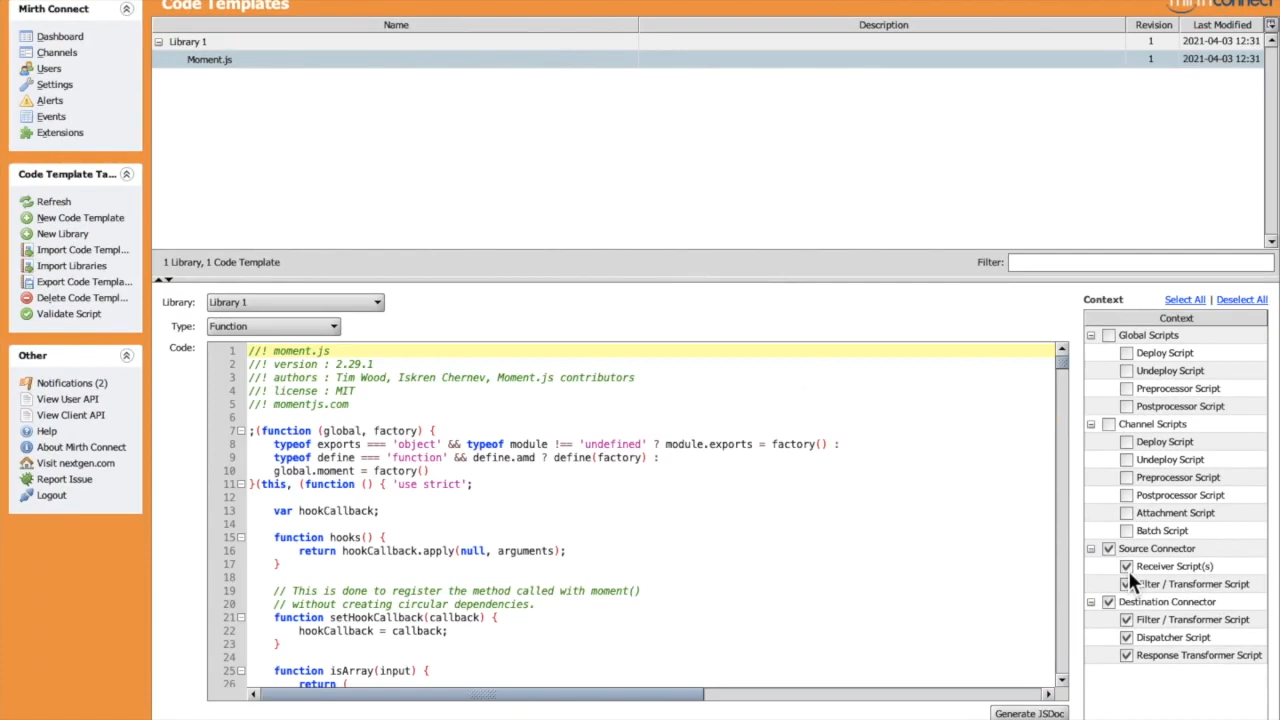 Mirth Connect
Dashboard
Channels
Users
Settings
Alerts
Events
Extensions
Code Template Ta...
Refresh
New Code Template
New Library
Import Code Templ...
Import Libraries
Export Code Templa...
Delete Code Templ...
Validate Script
Other
Notifications (2)
View User API
View Client API
Help
About Mirth Connect
Visit nextgen.com
Report Issue
Logout
Code Templates
mirth connect
Name Description Revision Last Modified
Library 1 1 2021-04-03 12:31
Moment.js 1 2021-04-03 12:31
1 Library, 1 Code Template Filter:
Library: Library 1
Type: Function
Code:
1 //! moment.js
2 //! version : 2.29.1
3 //! authors : Tim Wood, Iskren Chernev, Moment.js contributors
4 //! license : MIT
5 //! momentjs.com
6
7 ;(function (global, factory) {
8 typeof exports === 'object' && typeof module !== 'undefined' ? module.exports = factory() :
9 typeof define === 'function' && define.amd ? define(factory) :
10 global.moment = factory()
11 }(this, (function () { 'use strict';
12
13 var hookCallback;
14
15 function hooks() {
16 return hookCallback.apply(null, arguments);
17 }
18
19 // This is done to register the method called with moment()
20 // without creating circular dependencies.
21 function setHookCallback(callback) {
22 hookCallback = callback;
23 }
24
25 function isArray(input) {
26 return (
Context Select All | Deselect All
Context
Global Scripts
Deploy Script
Undeploy Script
Preprocessor Script
Postprocessor Script
Channel Scripts
Deploy Script
Undeploy Script
Preprocessor Script
Postprocessor Script
Attachment Script
Batch Script
Source Connector
Receiver Script(s)
Filter / Transformer Script
Destination Connector
Filter / Transformer Script
Dispatcher Script
Response Transformer Script
Generate JSDoc